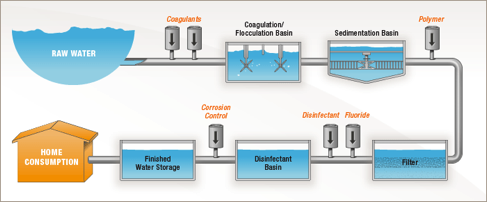 Coagulants
Coagulation/
Flocculation Basin
Sedimentation Basin
Polymer
RAW WATER
Corrosion
Control
Disinfectant
Fluoride
HOME
CONSUMPTION
Finished
Water Storage
Disinfectant
Basin
Filter